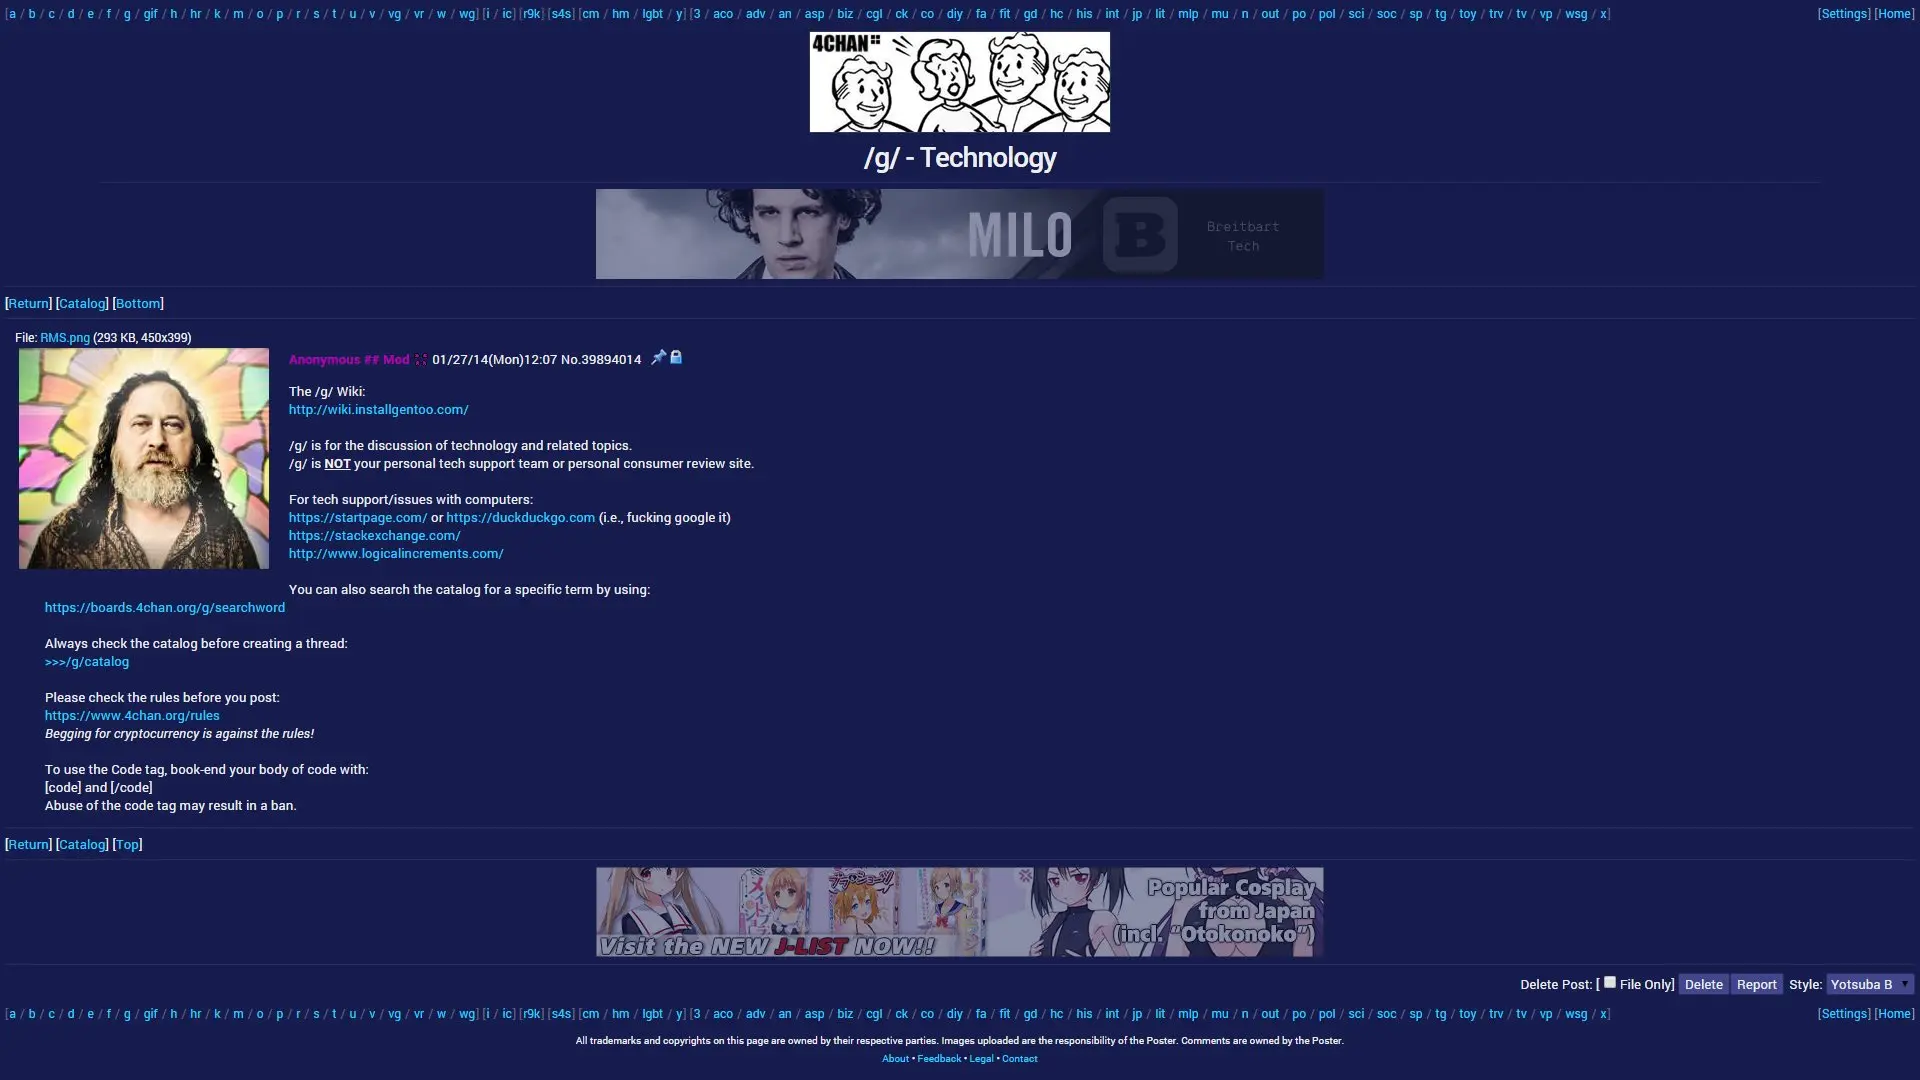 [a / b / c / d / e / f / g / gif / h / hr / k / m / o / p / r / s / t / u / v / vg / vr / w / wg] [i / ic] [r9k] [s4s] [cm / hm / lgbt / y] [3 / aco / adv / an / asp / biz / cgl / ck / co / diy / fa / fit / gd / hc / his / int / jp / lit / mlp / mu / n / out / po / pol / sci / soc / sp / tg / toy / trv / tv / vp / wsg / x] [Settings] [Home]
4CHAN
/g/ - Technology
MILO B Breitbart
Tech
[Return] [Catalog] [Bottom]
File: RMS.png (293 KB, 450x399)
Anonymous ## Mod 01/27/14(Mon)12:07 No.39894014
The /g/ Wiki:
http://wiki.installgentoo.com/
/g/ is for the discussion of technology and related topics.
/g/ is NOT your personal tech support team or personal consumer review site.
For tech support/issues with computers:
https://startpage.com/ or https://duckduckgo.com (i.e., fucking google it)
https://stackexchange.com/
http://www.logicalincrements.com/
You can also search the catalog for a specific term by using:
https://boards.4chan.org/g/searchword
Always check the catalog before creating a thread:
>>>/g/catalog
Please check the rules before you post:
https://www.4chan.org/rules
Begging for cryptocurrency is against the rules!
To use the Code tag, book-end your body of code with:
[code] and [/code]
Abuse of the code tag may result in a ban.
[Return] [Catalog] [Top]
Visit the NEW J-LIST NOW!!
Popular Cosplay
from Japan
(incl. "Otokonoko")
Delete Post: [ File Only] Delete Report Style: Yotsuba B
[a / b / c / d / e / f / g / gif / h / hr / k / m / o / p / r / s / t / u / v / vg / vr / w / wg] [i / ic] [r9k] [s4s] [cm / hm / lgbt / y] [3 / aco / adv / an / asp / biz / cgl / ck / co / diy / fa / fit / gd / hc / his / int / jp / lit / mlp / mu / n / out / po / pol / sci / soc / sp / tg / toy / trv / tv / vp / wsg / x] [Settings] [Home]
All trademarks and copyrights on this page are owned by their respective parties. Images uploaded are the responsibility of the Poster. Comments are owned by the Poster.
About • Feedback • Legal • Contact